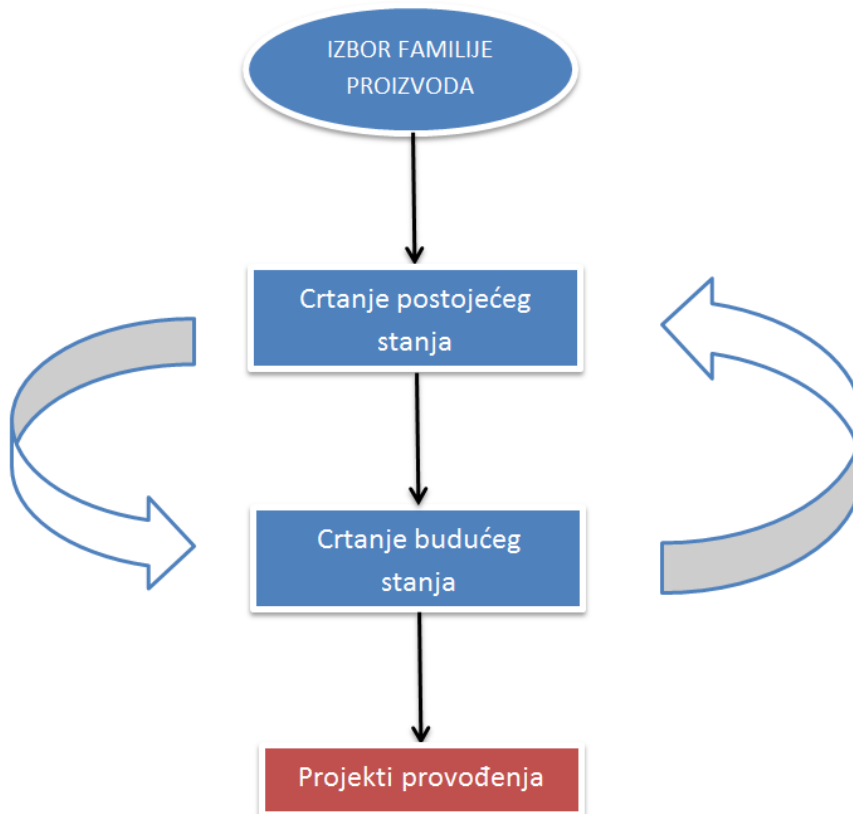 IZBOR FAMILIJE
PROIZVODA
Crtanje postojećeg
stanja
Crtanje budućeg
stanja
Projekti provođenja